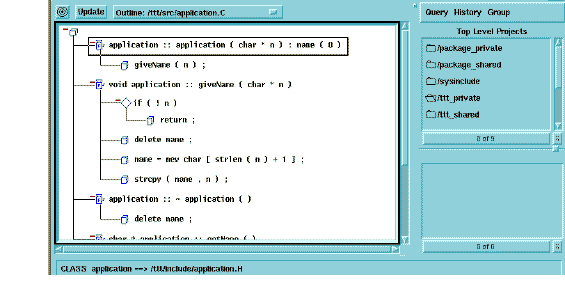 Update Outline: /ttt/src/application.C
application :: application ( char * n ) : name ( 0 )
giveName ( n ) ;
void application :: giveName ( char * n )
if ( ! n )
return ;
delete name ;
name = new char [ strlen ( n ) + 1 ] ;
strcpy ( name , n ) ;
application :: ~ application ( )
delete name ;
char * application :: getName ( )
CLASS application ==> /ttt/include/application.H
Query History Group
Top Level Projects
/package_private
/package_shared
/sysinclude
/ttt_private
/ttt_shared
0 of 9
0 of 0